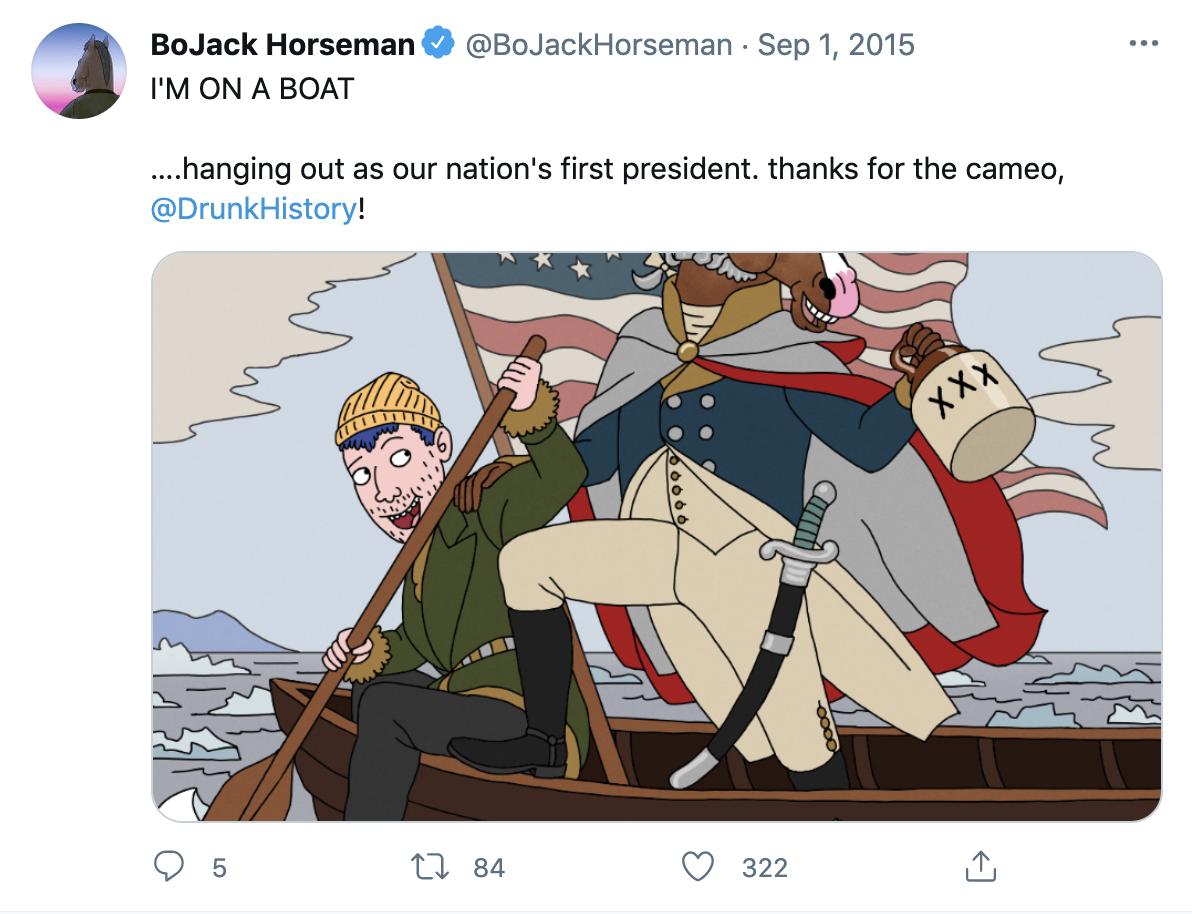 BoJack Horseman @BoJackHorseman · Sep 1, 2015
I'M ON A BOAT
....hanging out as our nation's first president. thanks for the cameo,
@DrunkHistory!
XXX
5 84 322